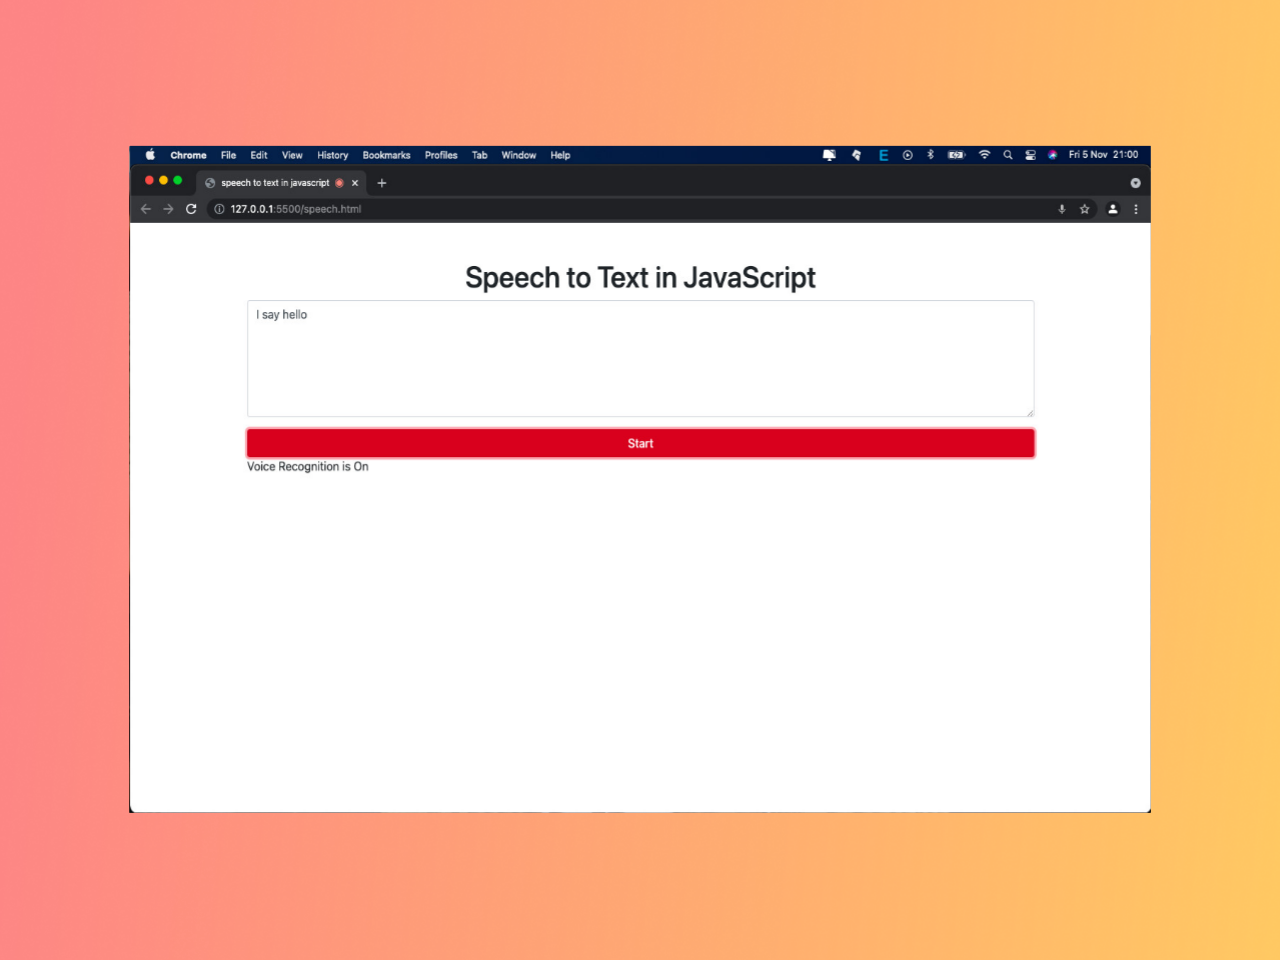 Chrome File Edit View History Bookmarks Profiles Tab Window Help E Fri 5 Nov 21:00
speech to text in javascript
127.0.0.1:5500/speech.html
Speech to Text in JavaScript
I say hello
Start
Voice Recognition is On